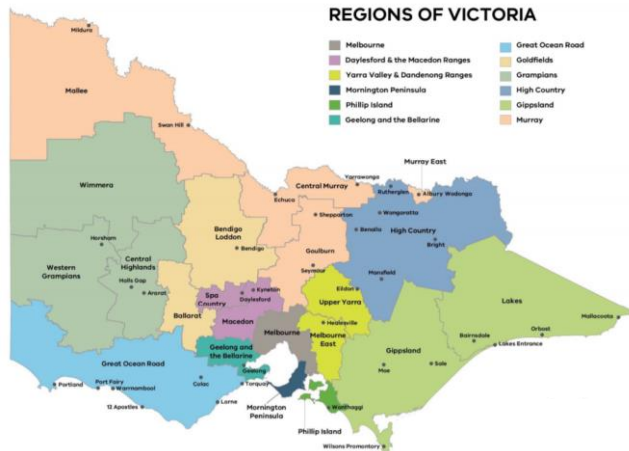 REGIONS OF VICTORIA
Melbourne
Daylesford & the Macedon Ranges
Yarra Valley & Dandenong Ranges
Mornington Peninsula
Phillip Island
Geelong and the Bellarine
Great Ocean Road
Goldfields
Grampians
High Country
Gippsland
Murray
Mildura
Mallee
Swan Hill
Wimmera
Murray East
Yarrawonga
Central Murray
Rutherglen
Albury Wodonga
Echuca
Shepparton
Wangaratta
Bendigo
Loddon
Benalla
High Country
Horsham
Bendigo
Goulburn
Bright
Central
Highlands
Western
Grampians
Seymour
Mansfield
Halls Gap
Ararat
Spa
Country
Kyneton
Daylesford
Eildon
Upper Yarra
Lakes
Ballarat
Macedon
Healesville
Mallacoota
Melbourne
Melbourne
East
Orbost
Bairnsdale
Lakes Entrance
Geelong
and the Bellarine
Gippsland
Great Ocean Road
Geelong
Moe
Sale
Colac
Torquay
Portland
Port Fairy
Warrnambool
Lorne
12 Apostles
Mornington
Peninsula
Wonthaggi
Phillip Island
Wilsons Promontory